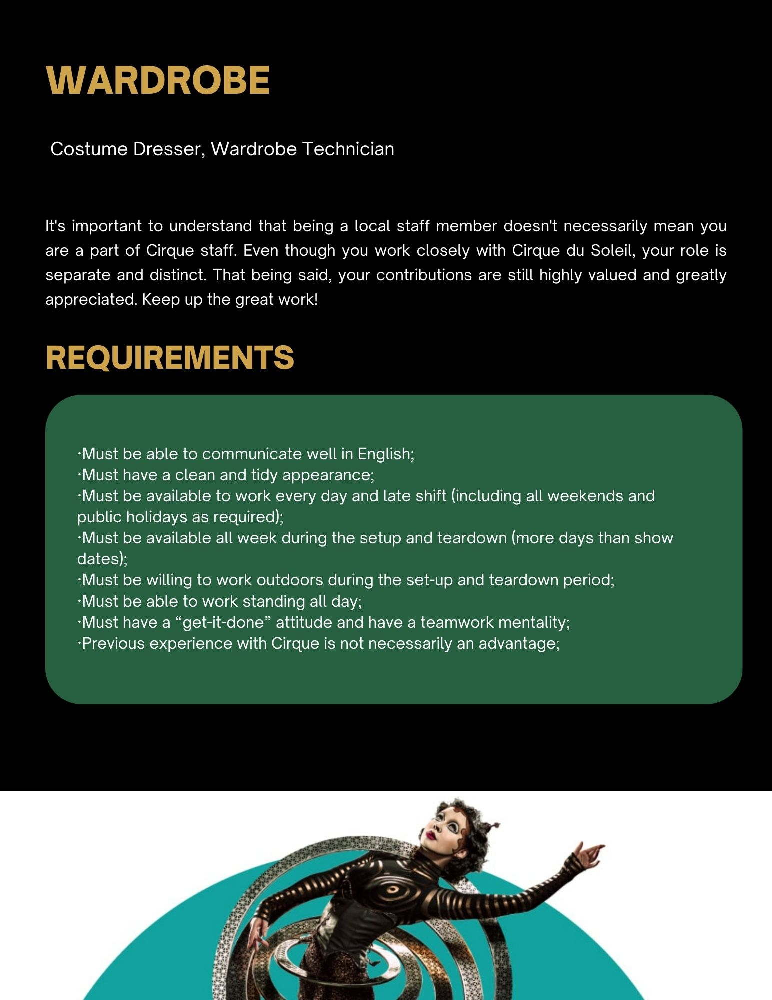 WARDROBE
Costume Dresser, Wardrobe Technician
It's important to understand that being a local staff member doesn't necessarily mean you
are a part of Cirque staff. Even though you work closely with Cirque du Soleil, your role is
separate and distinct. That being said, your contributions are still highly valued and greatly
appreciated. Keep up the great work!
REQUIREMENTS
·Must be able to communicate well in English;
·Must have a clean and tidy appearance;
·Must be available to work every day and late shift (including all weekends and
public holidays as required);
·Must be available all week during the setup and teardown (more days than show
dates);
·Must be willing to work outdoors during the set-up and teardown period;
·Must be able to work standing all day;
·Must have a “get-it-done” attitude and have a teamwork mentality;
·Previous experience with Cirque is not necessarily an advantage;